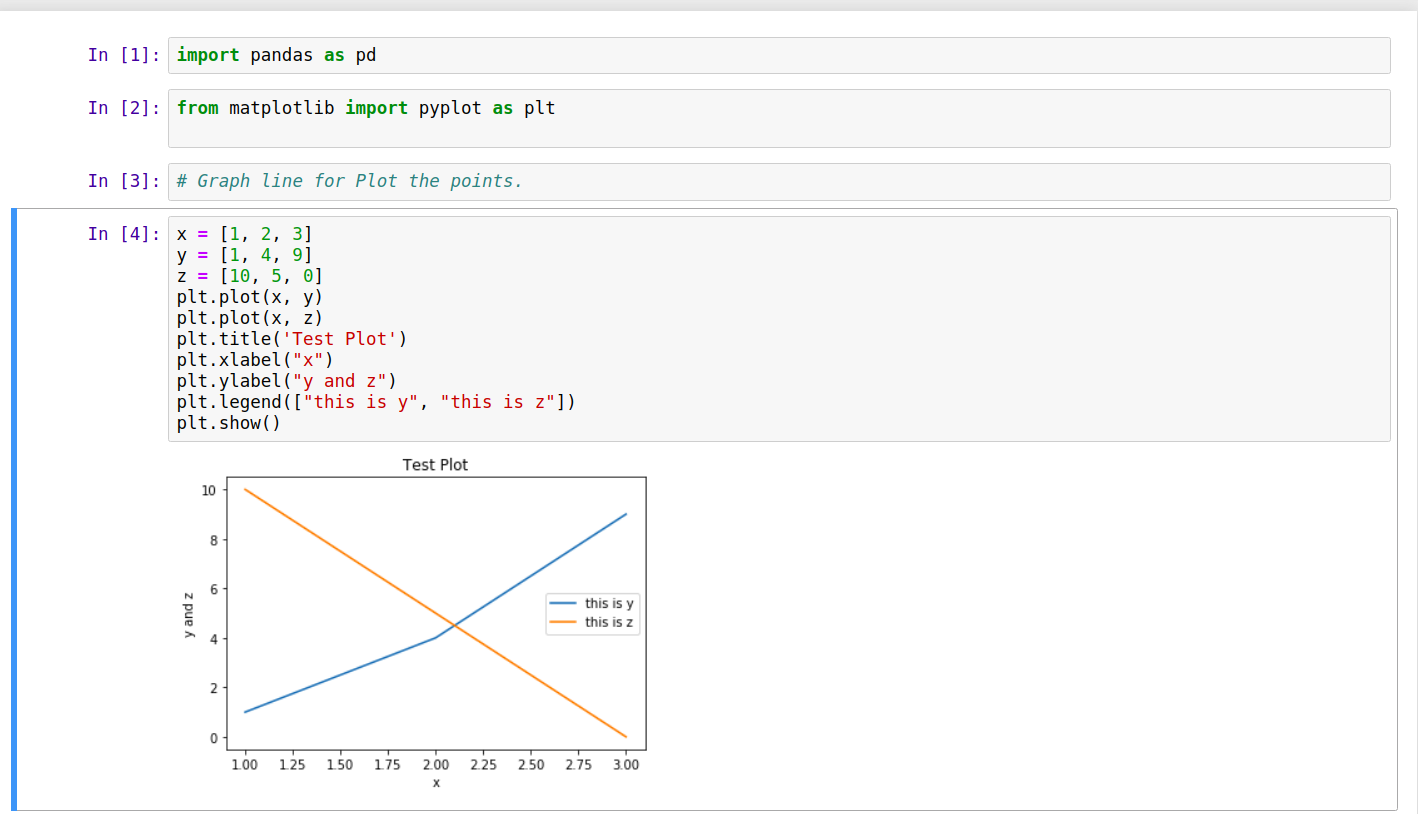 In [1]: import pandas as pd
In [2]: from matplotlib import pyplot as plt
In [3]: # Graph line for Plot the points.
In [4]: x = [1, 2, 3]
y = [1, 4, 9]
z = [10, 5, 0]
plt.plot(x, y)
plt.plot(x, z)
plt.title('Test Plot')
plt.xlabel("x")
plt.ylabel("y and z")
plt.legend(["this is y", "this is z"])
plt.show()
Test Plot
10
8
6
4
2
0
y and z
this is y
this is z
1.00 1.25 1.50 1.75 2.00 2.25 2.50 2.75 3.00
x